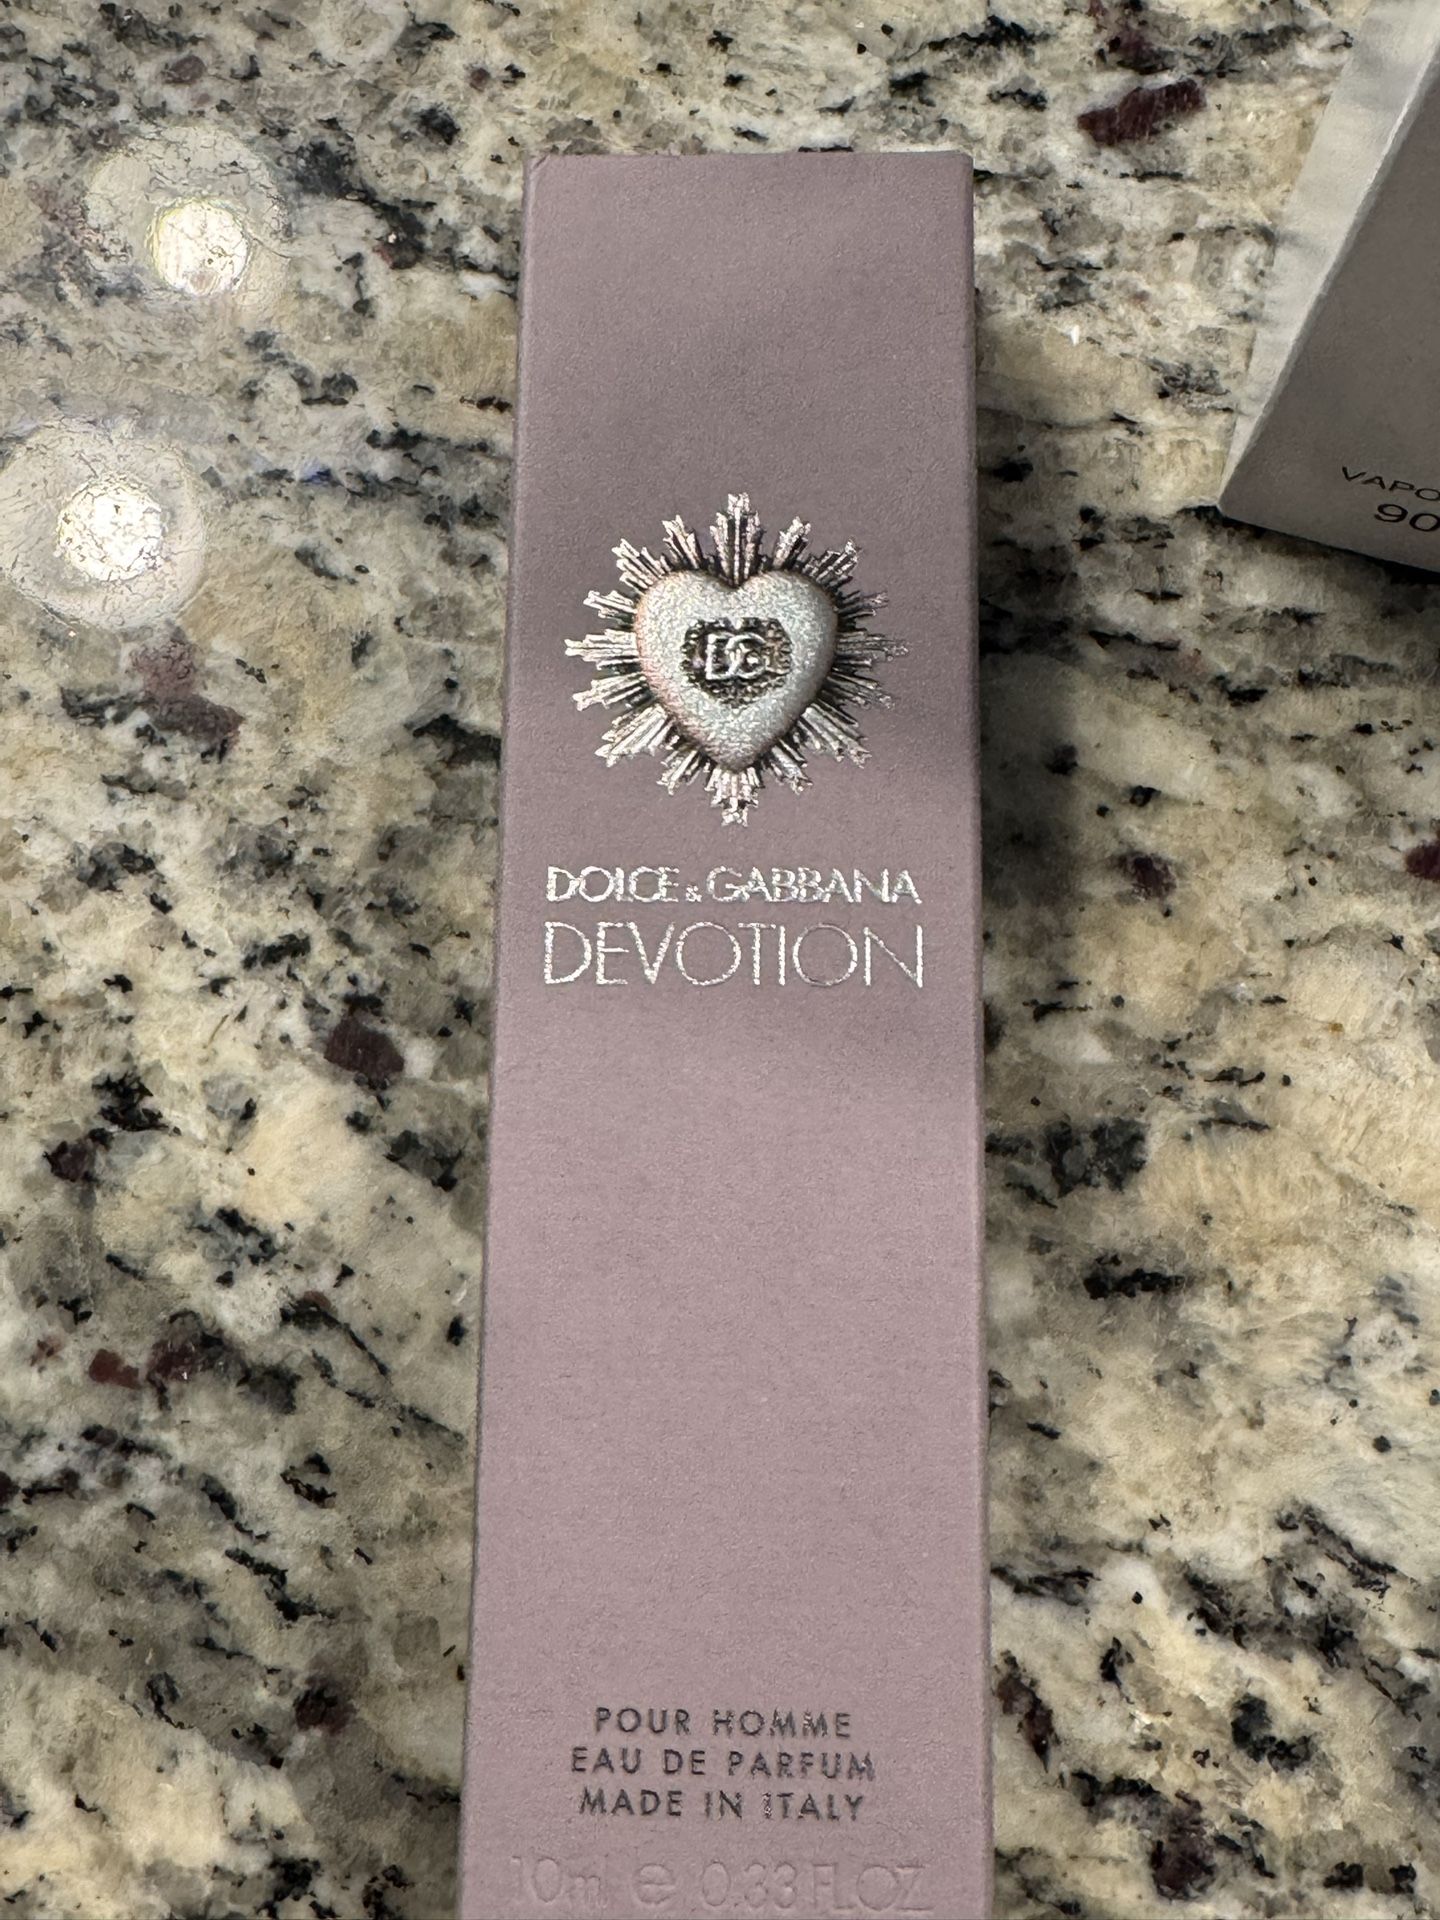 DG
DOLCE & GABBANA
DEVOTION
POUR HOMME
EAU DE PARFUM
MADE IN ITALY
10ml e 0.33 FL.OZ
VAPO
90